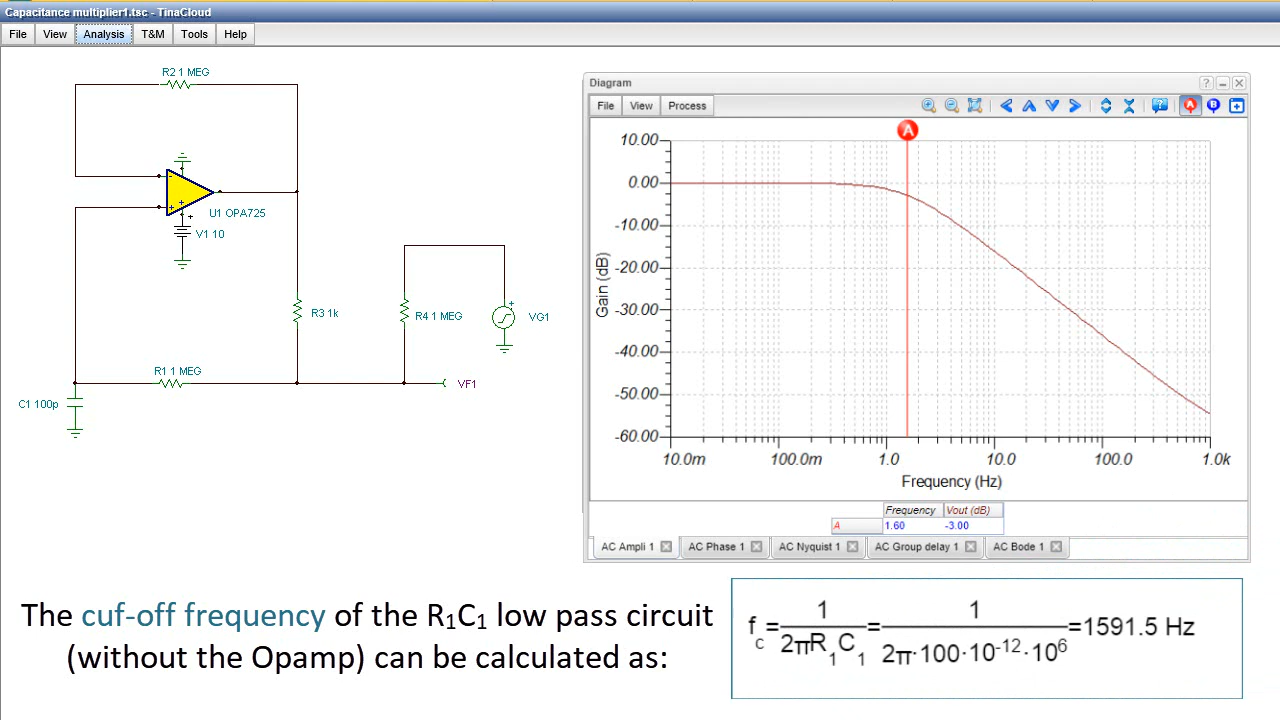 Capacitance multiplier1.tsc - TinaCloud
File View Analysis T&M Tools Help
R2 1 MEG
U1 OPA725
V1 10
R3 1k
R4 1 MEG
VG1
R1 1 MEG
VF1
C1 100p
Diagram
File View Process
A B
A
10.00
0.00
-10.00
-20.00
-30.00
-40.00
-50.00
-60.00
Gain (dB)
10.0m 100.0m 1.0 10.0 100.0 1.0k
Frequency (Hz)
Frequency Vout (dB)
A 1.60 -3.00
AC Ampli 1 AC Phase 1 AC Nyquist 1 AC Group delay 1 AC Bode 1
The cuf-off frequency of the R₁C₁ low pass circuit
(without the Opamp) can be calculated as:
f_c=1/(2πR₁C₁)=1/(2π·100·10⁻¹²·10⁶)=1591.5 Hz